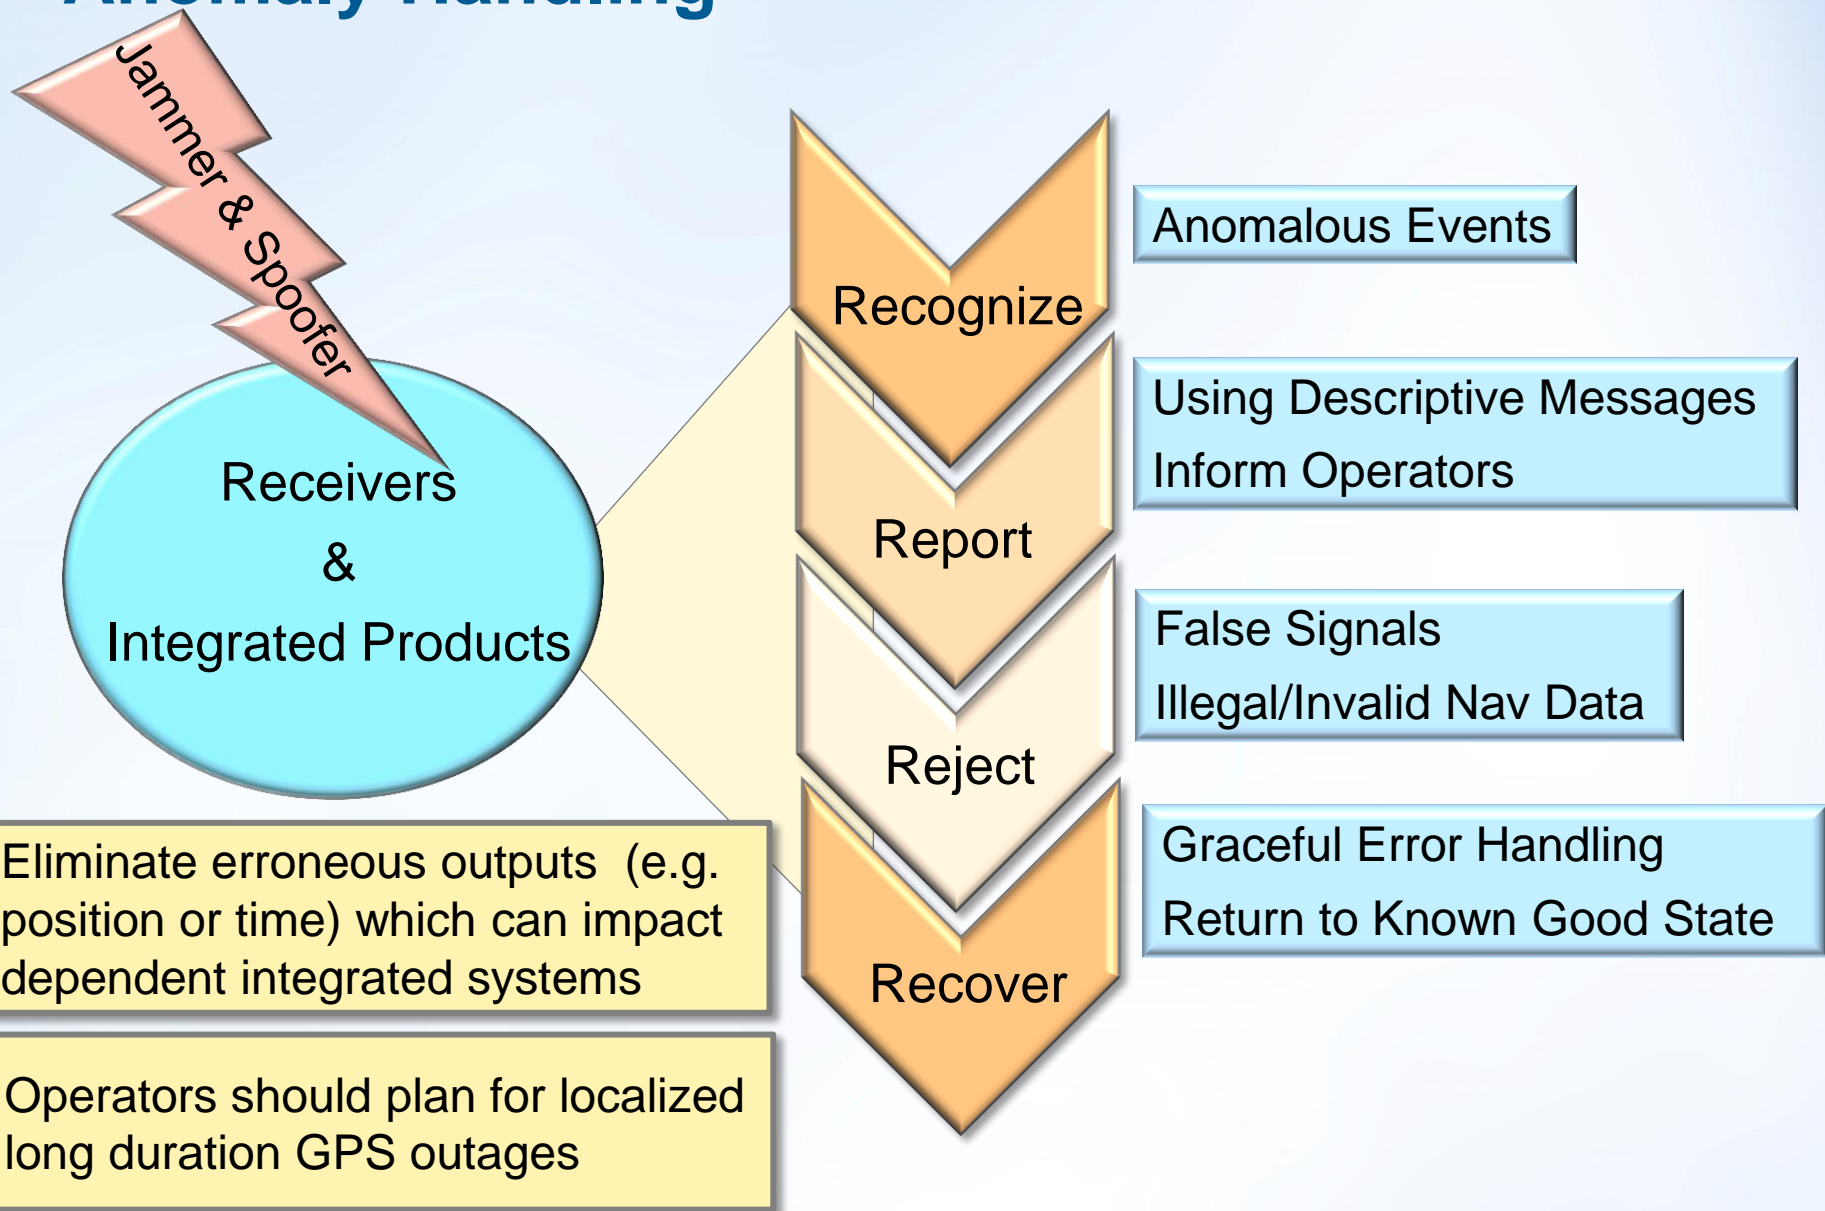 Anomaly Handling
Jammer & Spoofer
Receivers
&
Integrated Products
Recognize
Anomalous Events
Report
Using Descriptive Messages
Inform Operators
Reject
False Signals
Illegal/Invalid Nav Data
Recover
Graceful Error Handling
Return to Known Good State
Eliminate erroneous outputs (e.g.
position or time) which can impact
dependent integrated systems
Operators should plan for localized
long duration GPS outages